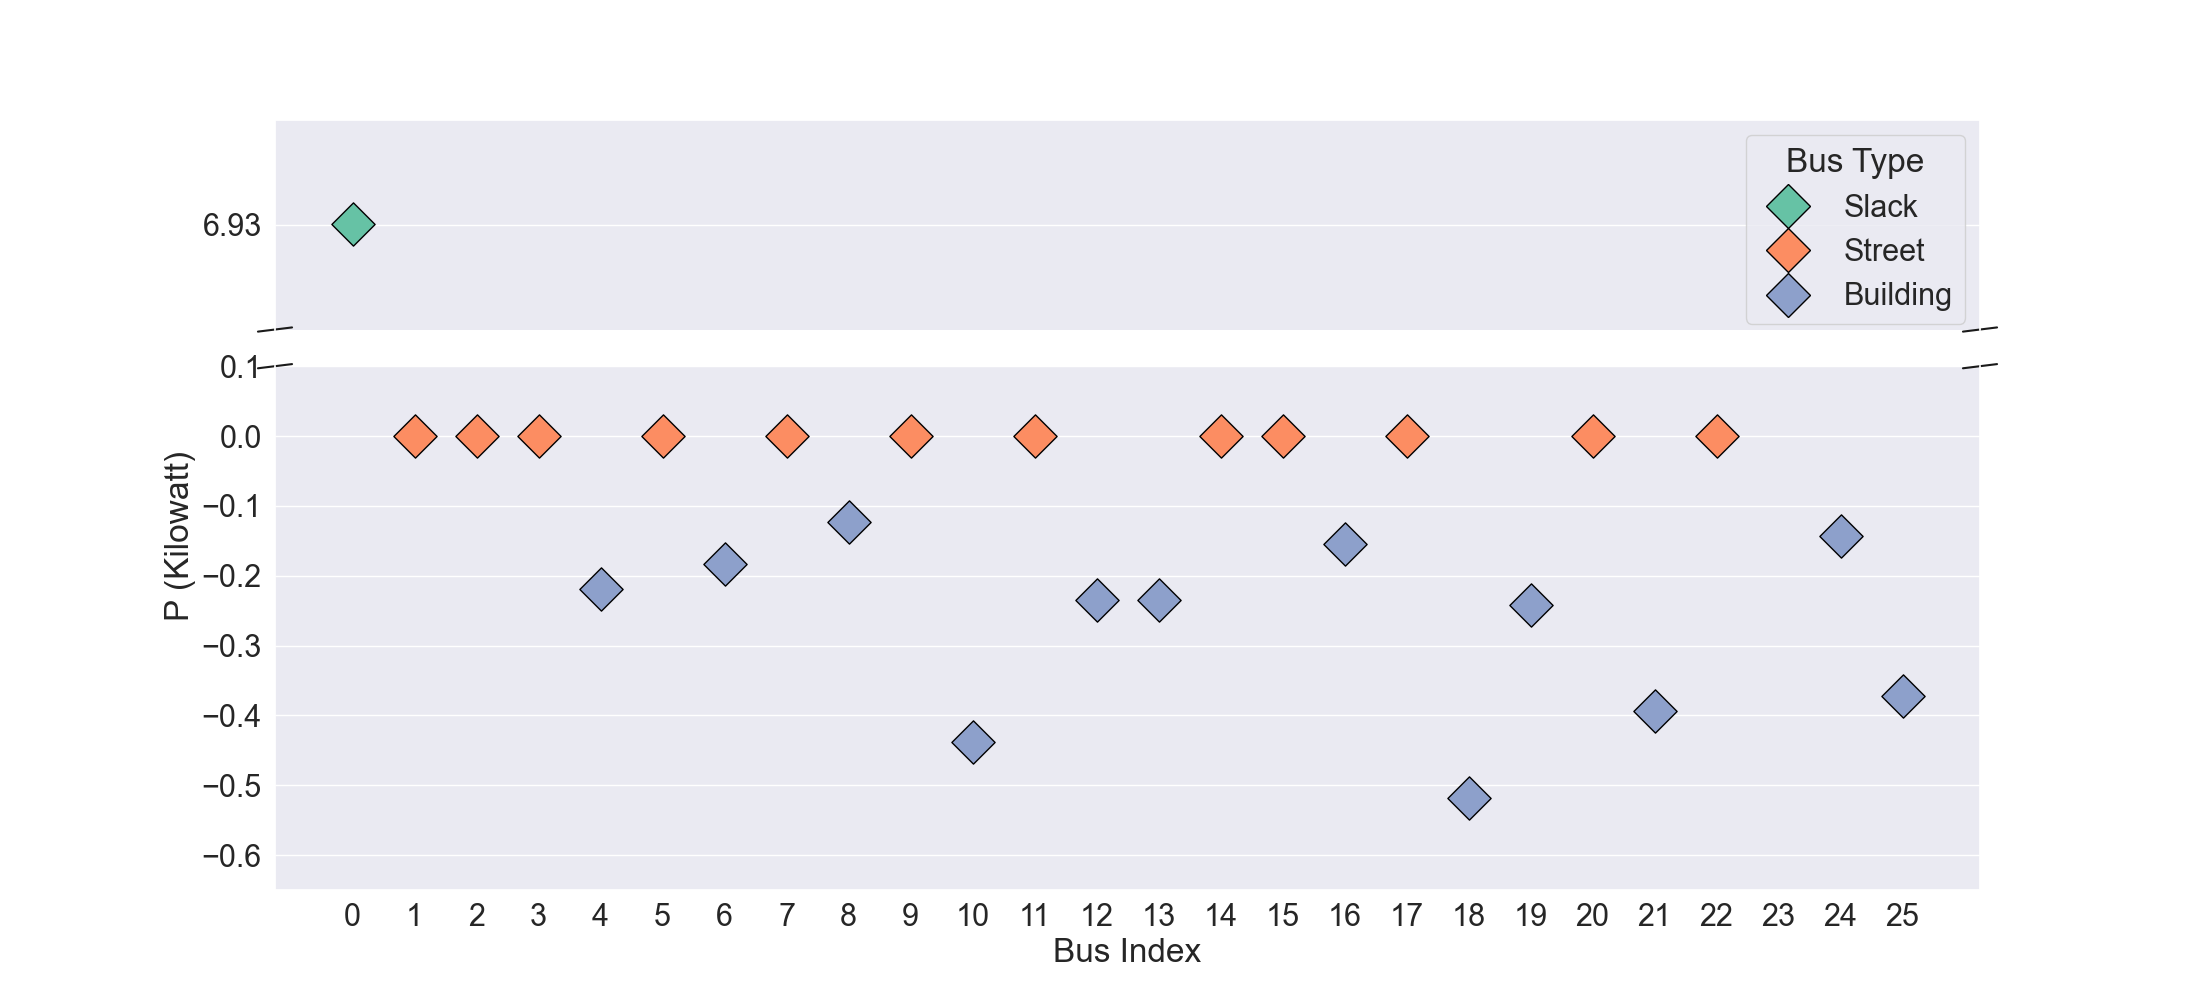 Bus Type
Slack
Street
Building
6.93
0.1
0.0
−0.1
−0.2
−0.3
−0.4
−0.5
−0.6
P (Kilowatt)
0 1 2 3 4 5 6 7 8 9 10 11 12 13 14 15 16 17 18 19 20 21 22 23 24 25
Bus Index